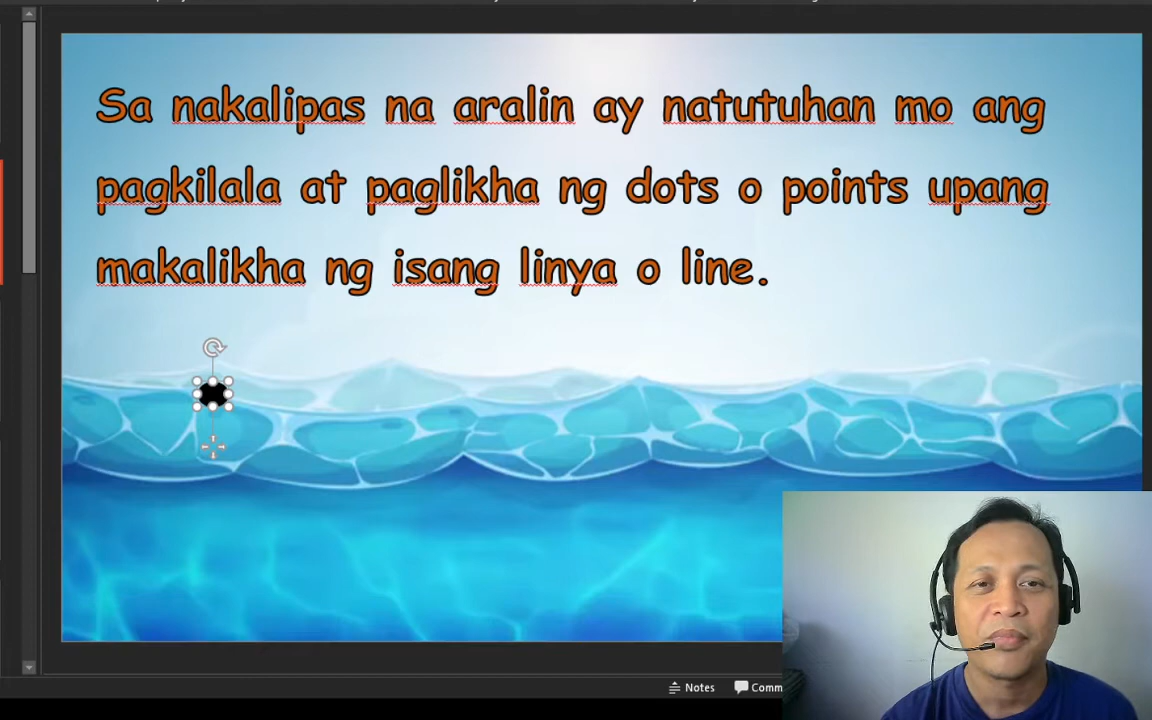 Sa nakalipas na aralin ay natutuhan mo ang
pagkilala at paglikha ng dots o points upang
makalikha ng isang linya o line.
Notes
Comm